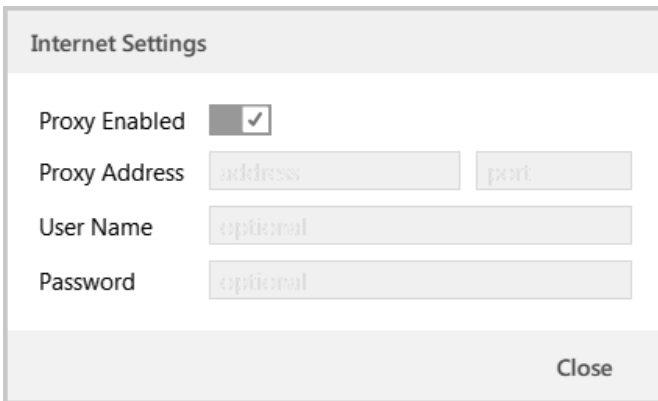 Internet Settings
Proxy Enabled
Proxy Address address port
User Name optional
Password optional
Close